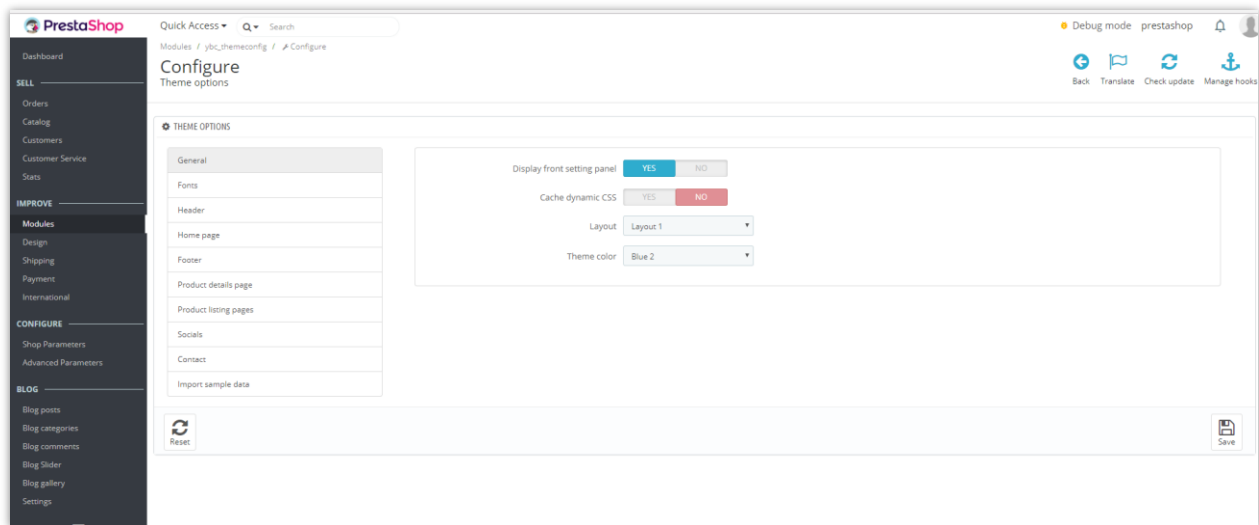 PrestaShop
Quick Access
Search
Debug mode
prestashop
Modules / ybc_themeconfig / Configure
Configure
Theme options
Back
Translate
Check update
Manage hooks
Dashboard
SELL
Orders
Catalog
Customers
Customer Service
Stats
IMPROVE
Modules
Design
Shipping
Payment
International
CONFIGURE
Shop Parameters
Advanced Parameters
BLOG
Blog posts
Blog categories
Blog comments
Blog Slider
Blog gallery
Settings
THEME OPTIONS
General
Fonts
Header
Home page
Footer
Product details page
Product listing pages
Socials
Contact
Import sample data
Display front setting panel YES NO
Cache dynamic CSS YES NO
Layout Layout 1
Theme color Blue 2
Reset
Save